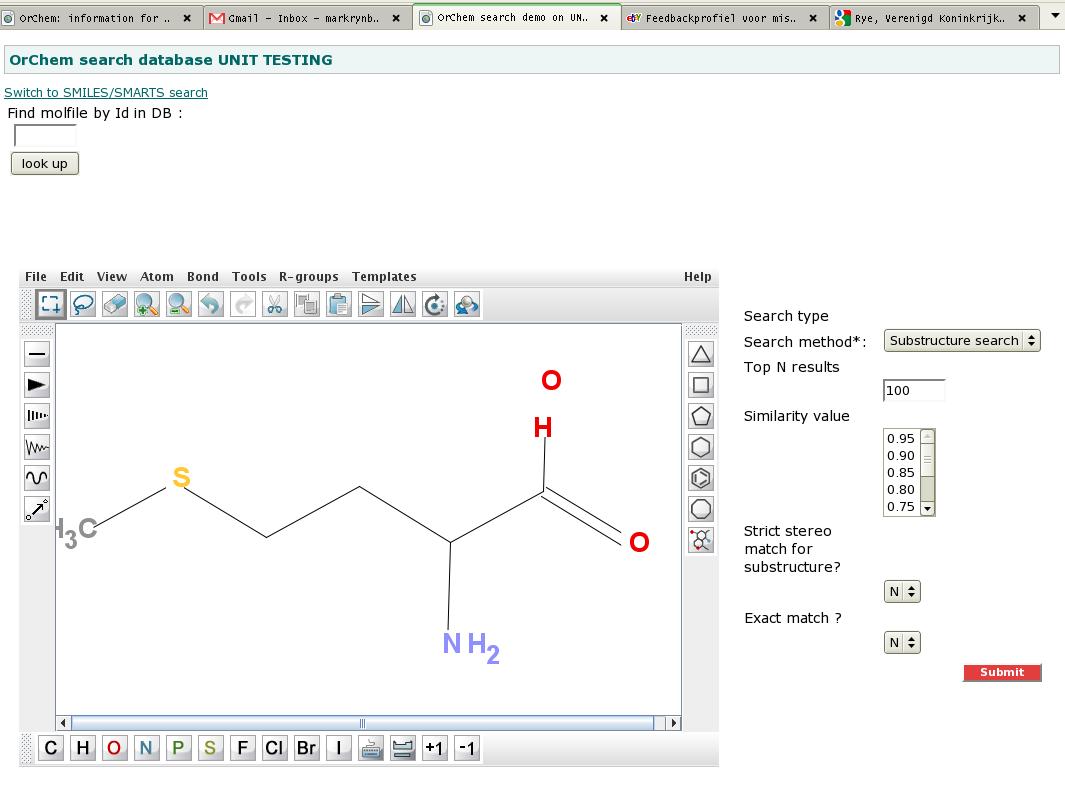 OrChem: information for ..
Gmail - Inbox - markrynb..
OrChem search demo on UN..
Feedbackprofiel voor mis..
Rye, Verenigd Koninkrijk..
OrChem search database UNIT TESTING
Switch to SMILES/SMARTS search
Find molfile by Id in DB :
look up
File Edit View Atom Bond Tools R-groups Templates Help
O
H
S
H3C
O
NH2
C H O N P S F Cl Br I +1 -1
Search type
Search method*: Substructure search
Top N results
100
Similarity value
0.95
0.90
0.85
0.80
0.75
Strict stereo
match for
substructure?
N
Exact match ?
N
Submit